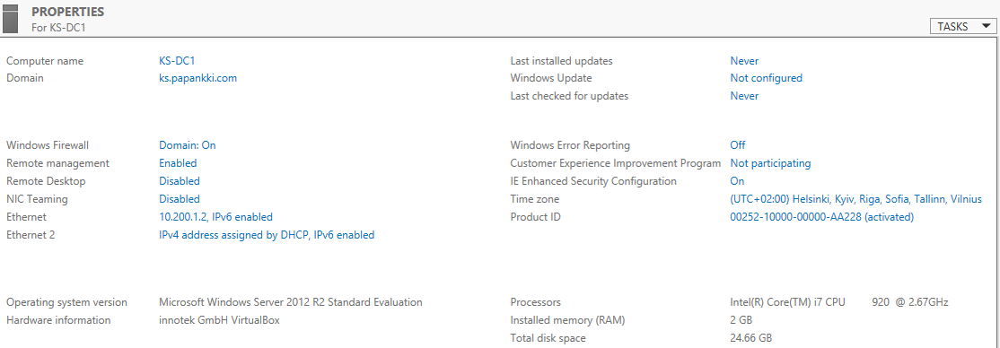 PROPERTIES
For KS-DC1
TASKS
Computer name KS-DC1
Domain ks.papankki.com
Last installed updates Never
Windows Update Not configured
Last checked for updates Never
Windows Firewall Domain: On
Remote management Enabled
Remote Desktop Disabled
NIC Teaming Disabled
Ethernet 10.200.1.2, IPv6 enabled
Ethernet 2 IPv4 address assigned by DHCP, IPv6 enabled
Windows Error Reporting Off
Customer Experience Improvement Program Not participating
IE Enhanced Security Configuration On
Time zone (UTC+02:00) Helsinki, Kyiv, Riga, Sofia, Tallinn, Vilnius
Product ID 00252-10000-00000-AA228 (activated)
Operating system version Microsoft Windows Server 2012 R2 Standard Evaluation
Hardware information innotek GmbH VirtualBox
Processors Intel(R) Core(TM) i7 CPU 920 @ 2.67GHz
Installed memory (RAM) 2 GB
Total disk space 24.66 GB